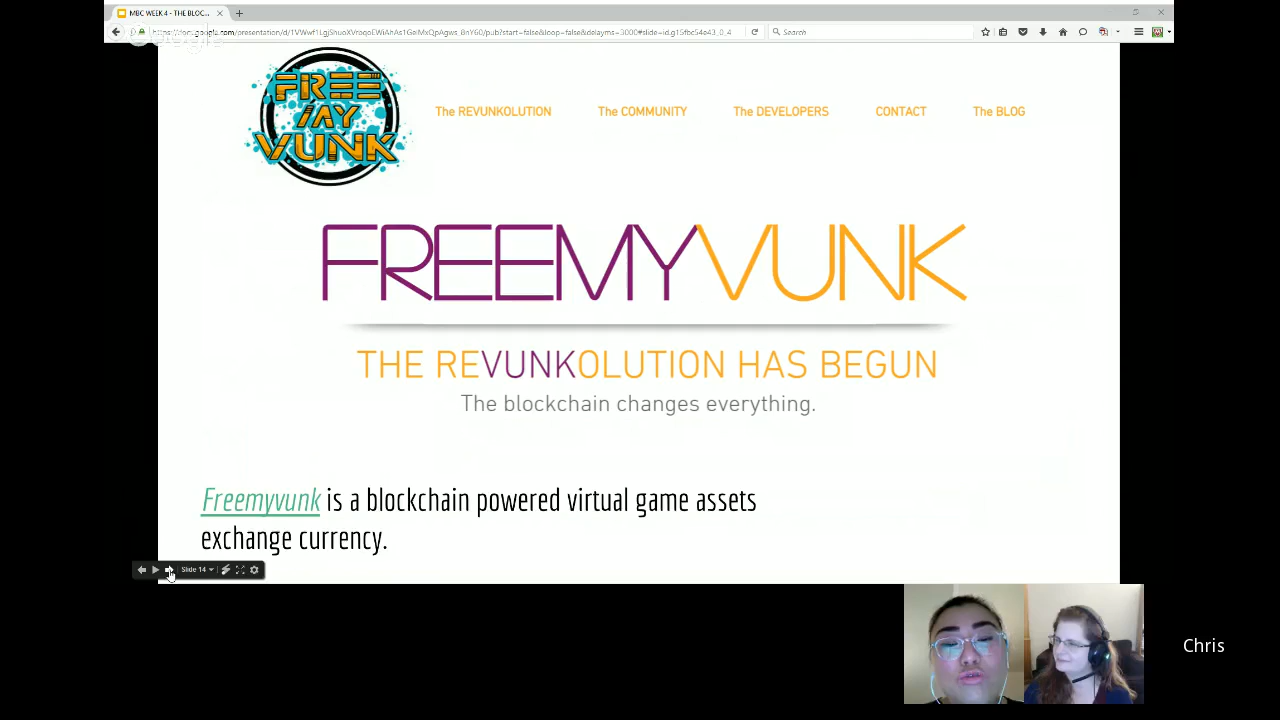 MBC WEEK 4 - THE BLOC...
Google
Search
FREE
MY
VUNK
The REVUNKOLUTION
The COMMUNITY
The DEVELOPERS
CONTACT
The BLOG
FREEMYVUNK
THE REVUNKOLUTION HAS BEGUN
The blockchain changes everything.
Freemyvunk is a blockchain powered virtual game assets
exchange currency.
Slide 14
Chris